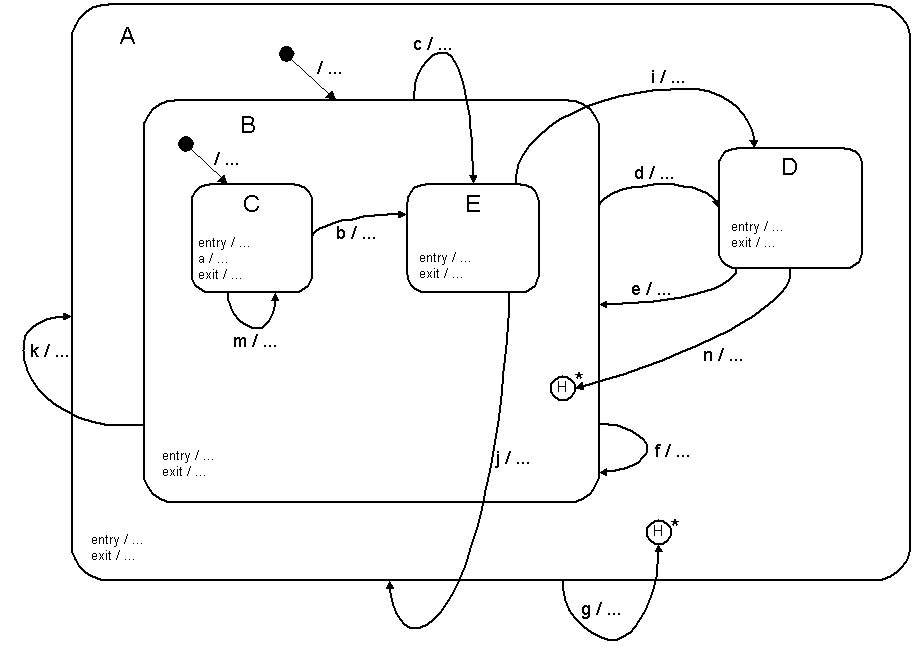 A
/ ...
c / ...
i / ...
B
/ ...
C
entry / ...
a / ...
exit / ...
b / ...
E
entry / ...
exit / ...
d / ...
D
entry / ...
exit / ...
e / ...
m / ...
k / ...
n / ...
H*
entry / ...
exit / ...
j / ...
f / ...
entry / ...
exit / ...
H*
g / ...